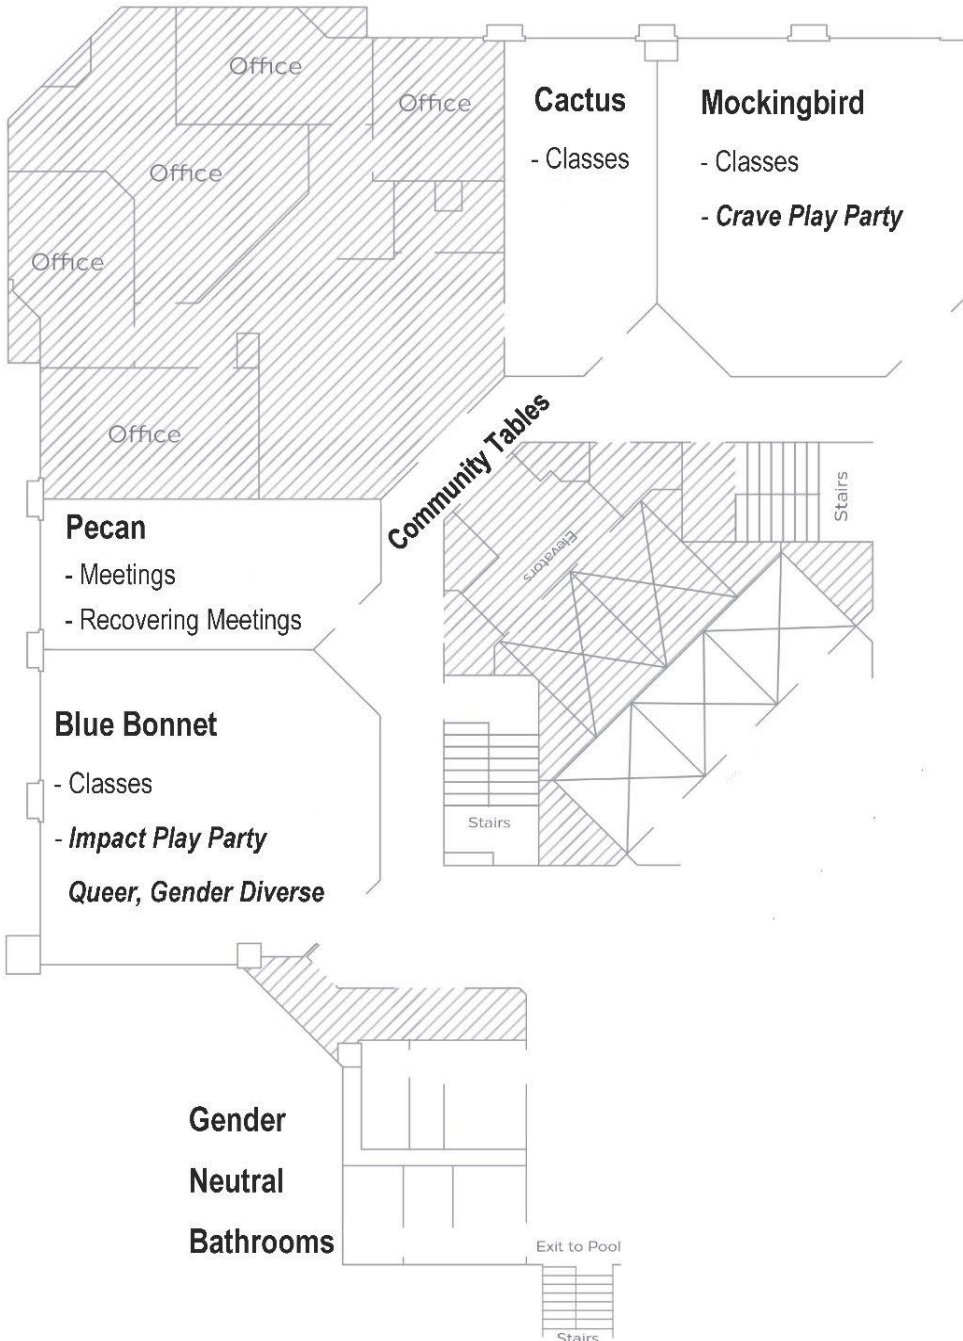 Office
Office
Office
Office
Office
Cactus
- Classes
Mockingbird
- Classes
- Crave Play Party
Community Tables
Elevators
Stairs
Pecan
- Meetings
- Recovering Meetings
Blue Bonnet
- Classes
- Impact Play Party
Queer, Gender Diverse
Stairs
Gender
Neutral
Bathrooms
Exit to Pool
Stairs